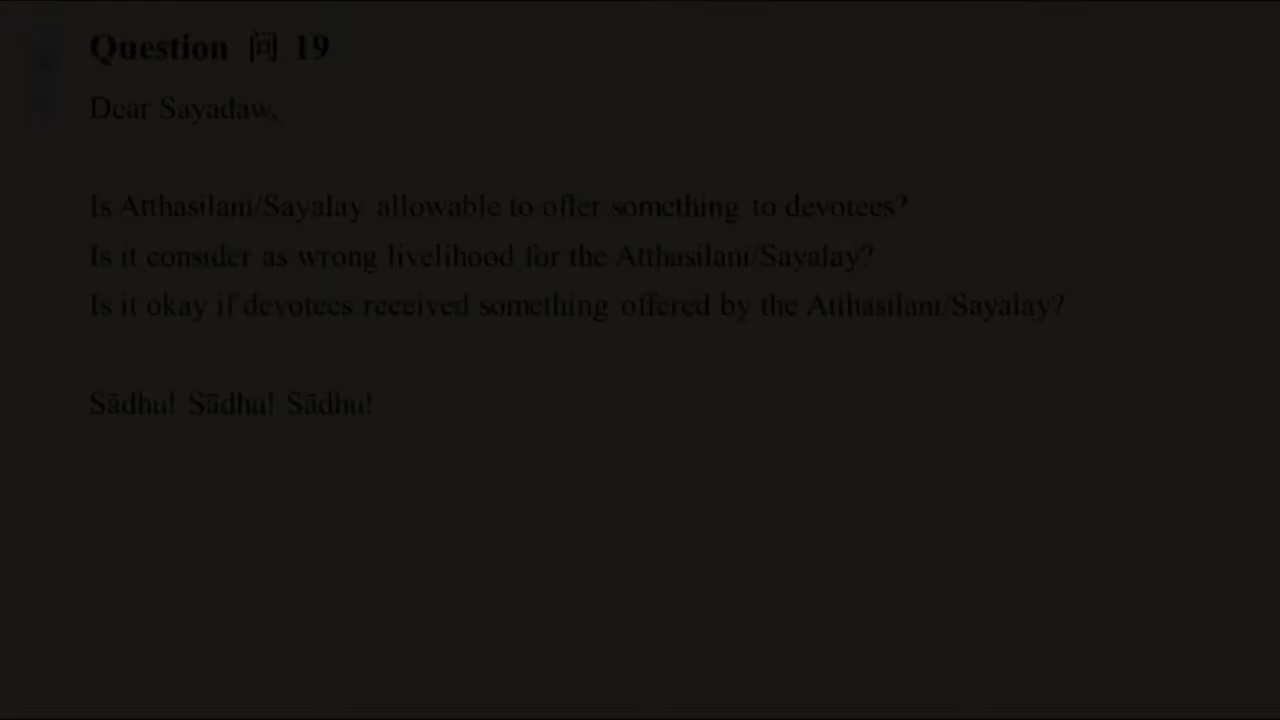 Question 问 19
Dear Sayadaw,
Is Atthasilani/Sayalay allowable to offer something to devotees?
Is it consider as wrong livelihood for the Atthasilani/Sayalay?
Is it okay if devotees received something offered by the Atthasilani/Sayalay?
Sādhu! Sādhu! Sādhu!